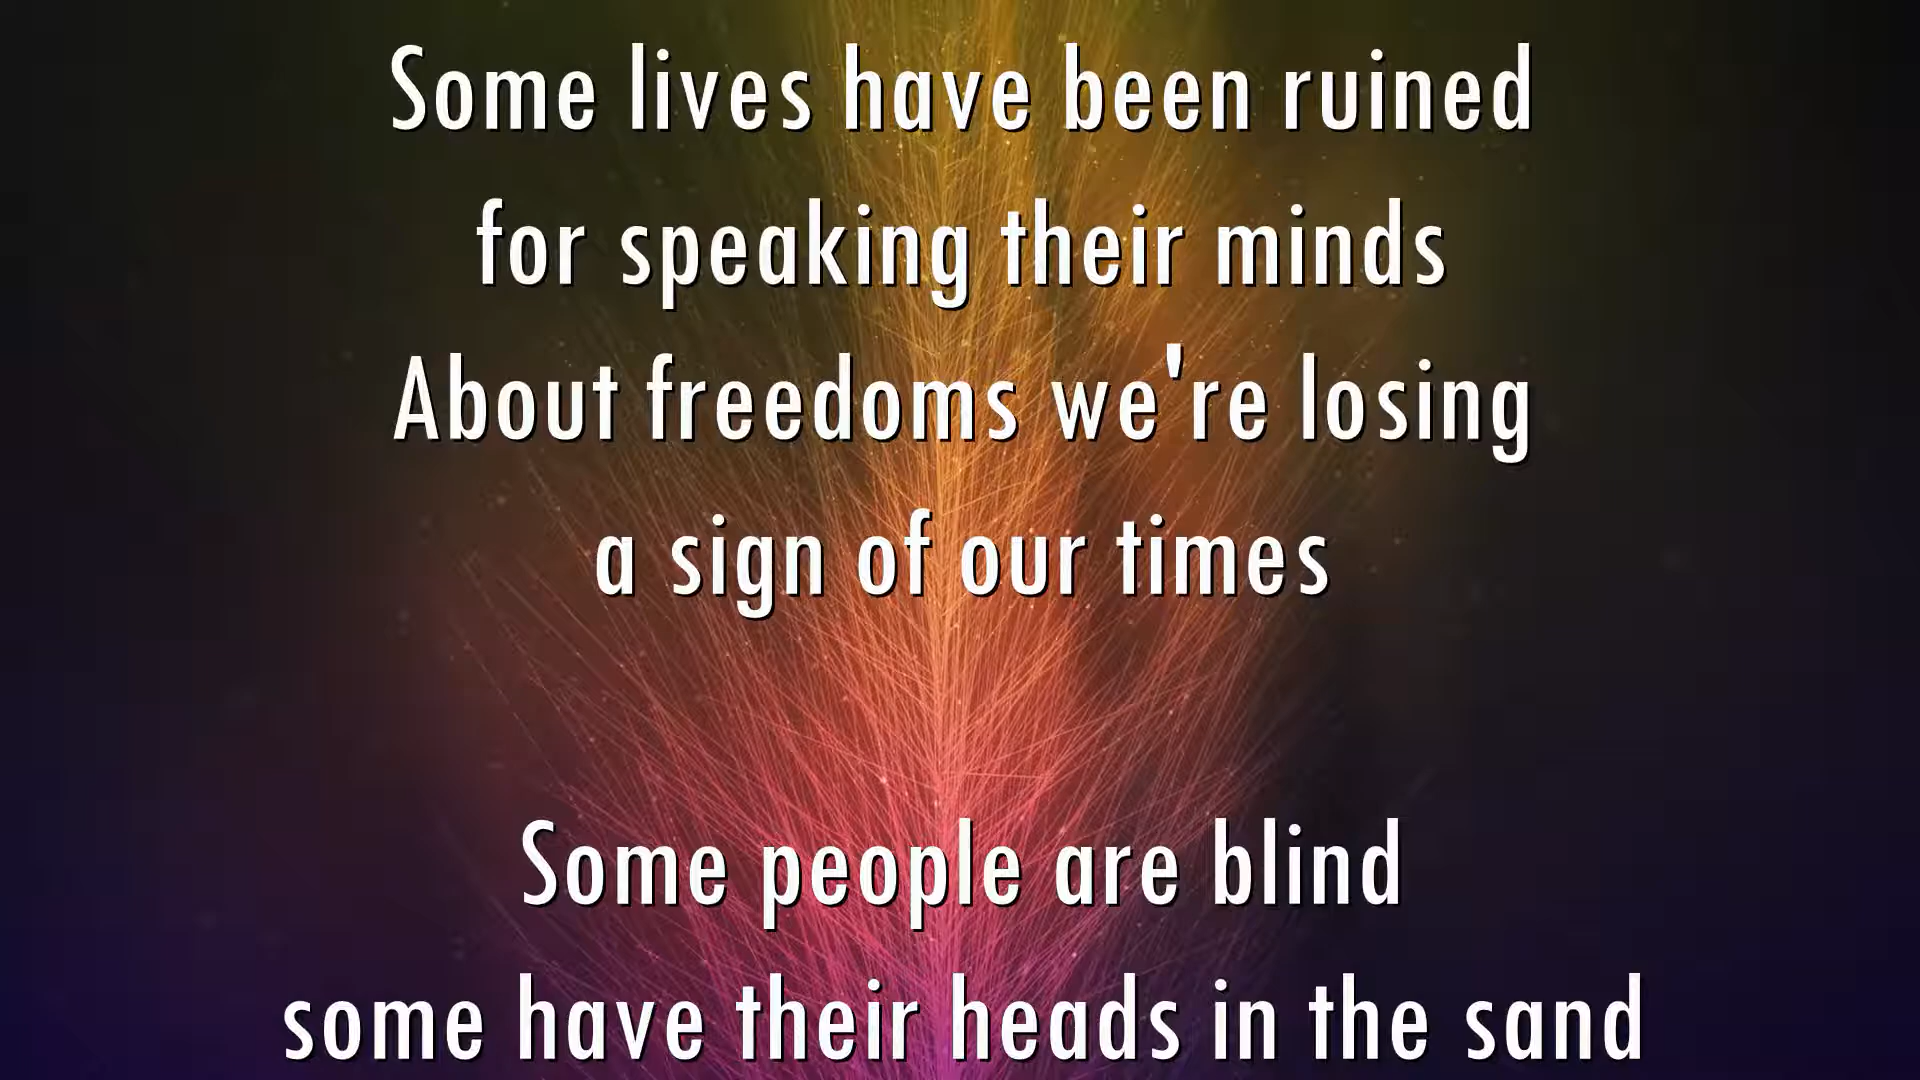 Some lives have been ruined
for speaking their minds
About freedoms we're losing
a sign of our times
Some people are blind
some have their heads in the sand